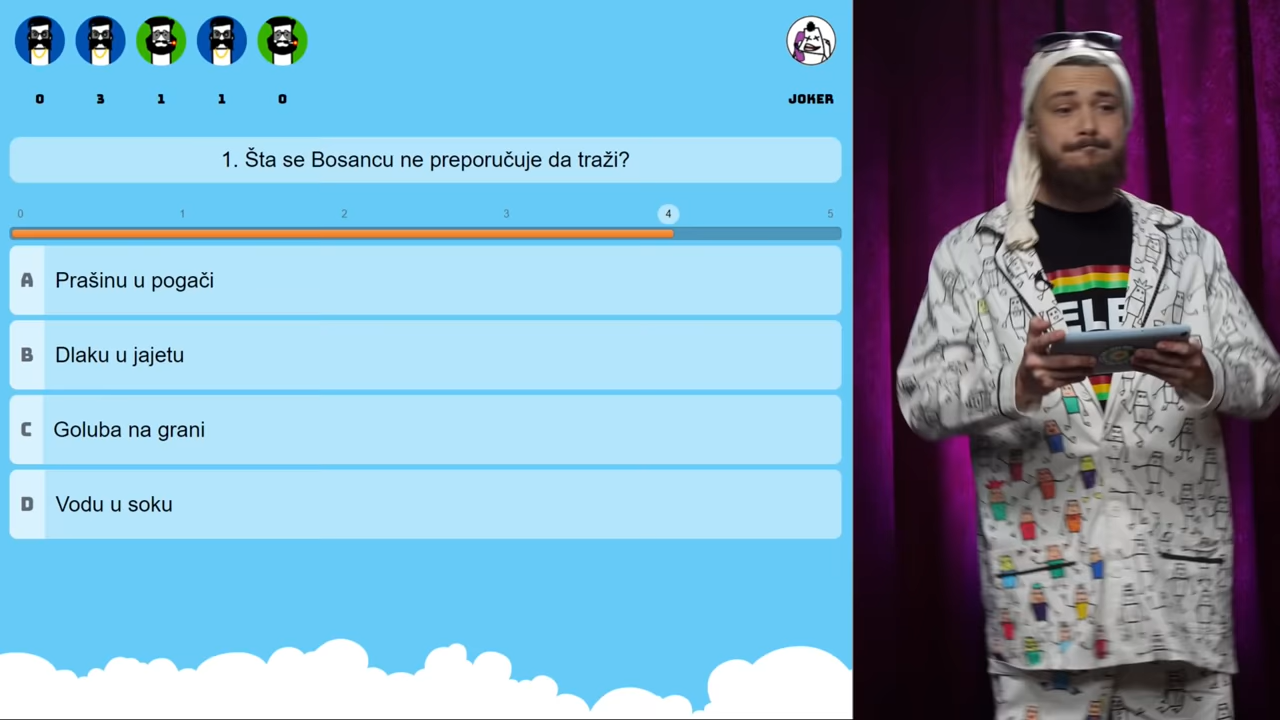 0 3 1 1 0
JOKER
1. Šta se Bosancu ne preporučuje da traži?
0 1 2 3 4 5
A Prašinu u pogači
B Dlaku u jajetu
C Goluba na grani
D Vodu u soku
ELE